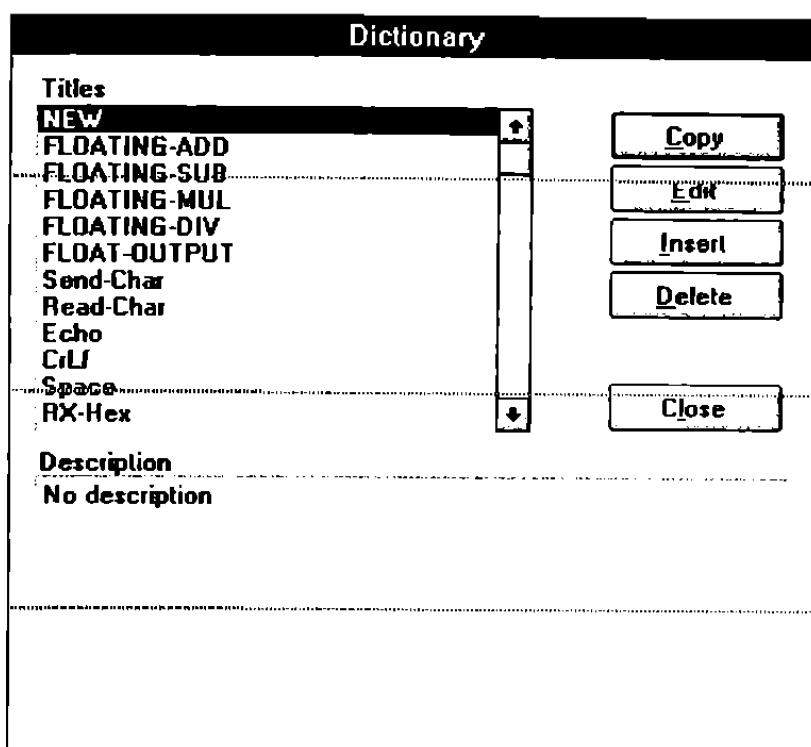 Dictionary
Titles
NEW
FLOATING-ADD
FLOATING-SUB
FLOATING-MUL
FLOATING-DIV
FLOAT-OUTPUT
Send-Char
Read-Char
Echo
CrLf
Space
RX-Hex
Copy
Edit
Insert
Delete
Close
Description
No description